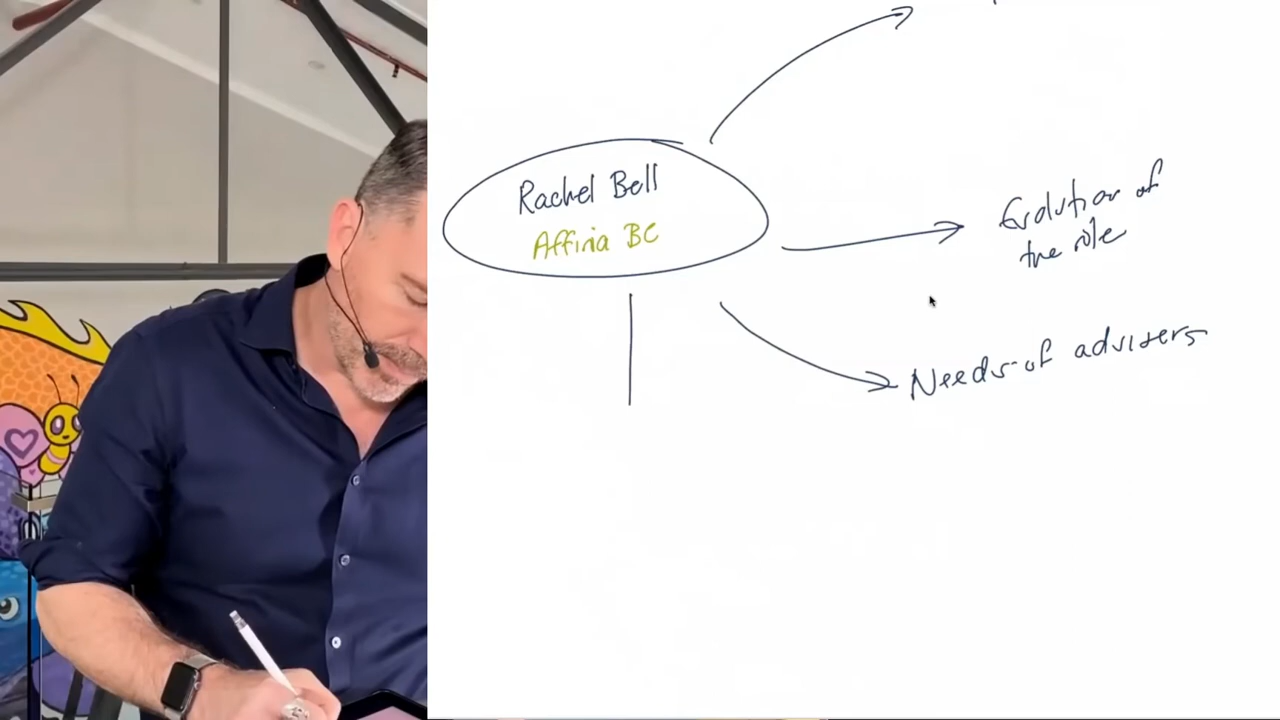 Rachel Bell
Affinia BC
Evolution of
the role
Needs of advisers